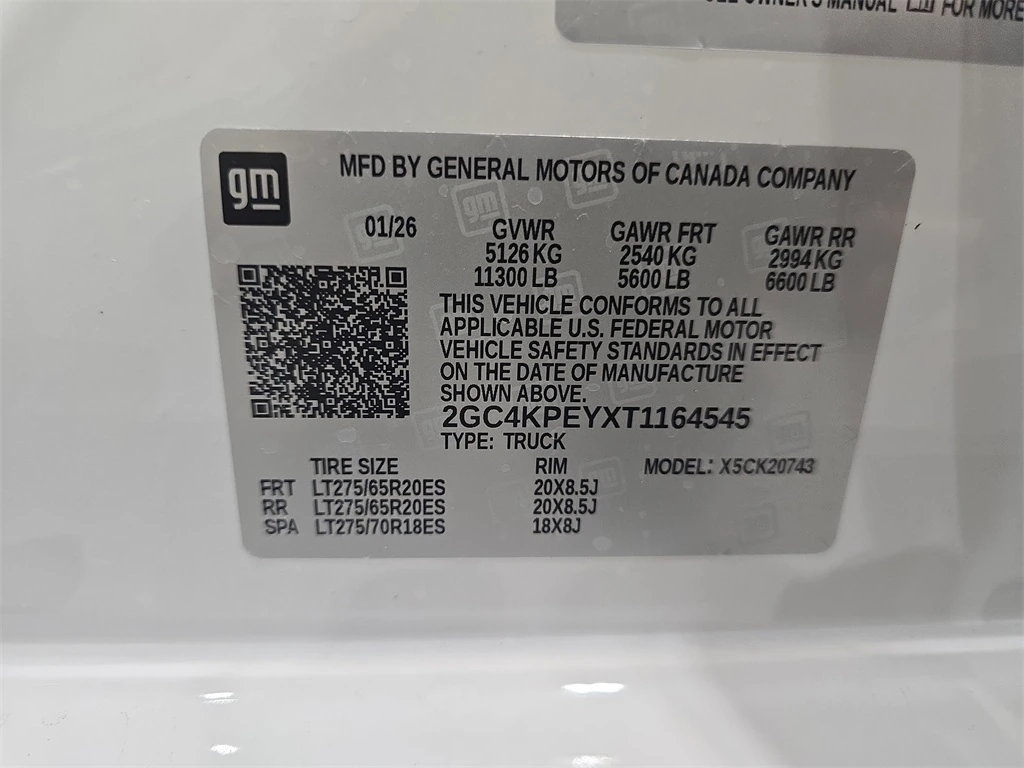 OWNER'S MANUAL FOR MORE
gm
MFD BY GENERAL MOTORS OF CANADA COMPANY
01/26 GVWR GAWR FRT GAWR RR
5126 KG 2540 KG 2994 KG
11300 LB 5600 LB 6600 LB
THIS VEHICLE CONFORMS TO ALL
APPLICABLE U.S. FEDERAL MOTOR
VEHICLE SAFETY STANDARDS IN EFFECT
ON THE DATE OF MANUFACTURE
SHOWN ABOVE.
2GC4KPEYXT1164545
TYPE: TRUCK
TIRE SIZE RIM MODEL: X5CK20743
FRT LT275/65R20ES 20X8.5J
RR LT275/65R20ES 20X8.5J
SPA LT275/70R18ES 18X8J